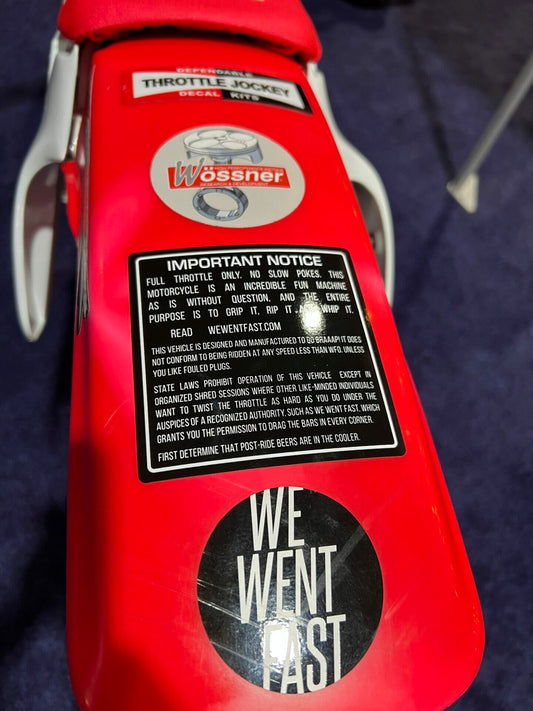 DEPENDABLE
THROTTLE JOCKEY
DECAL KITS
HIGH PERFORMANCE PISTONS
Wössner
RESEARCH & DEVELOPMENT
IMPORTANT NOTICE
FULL THROTTLE ONLY. NO SLOW POKES. THIS
MOTORCYCLE IS AN INCREDIBLE FUN MACHINE
AS IS WITHOUT QUESTION. AND THE ENTIRE
PURPOSE IS TO GRIP IT, RIP IT AND WHIP IT.
READ WEWENTFAST.COM
THIS VEHICLE IS DESIGNED AND MANUFACTURED TO GO BRAAAP! IT DOES
NOT CONFORM TO BEING RIDDEN AT ANY SPEED LESS THAN WFO. UNLESS
YOU LIKE FOULED PLUGS.
STATE LAWS PROHIBIT OPERATION OF THIS VEHICLE EXCEPT IN
ORGANIZED SHRED SESSIONS WHERE OTHER LIKE-MINDED INDIVIDUALS
WANT TO TWIST THE THROTTLE AS HARD AS YOU DO UNDER THE
AUSPICES OF A RECOGNIZED AUTHORITY, SUCH AS WE WENT FAST, WHICH
GRANTS YOU THE PERMISSION TO DRAG THE BARS IN EVERY CORNER.
FIRST DETERMINE THAT POST-RIDE BEERS ARE IN THE COOLER.
WE
WENT
FAST